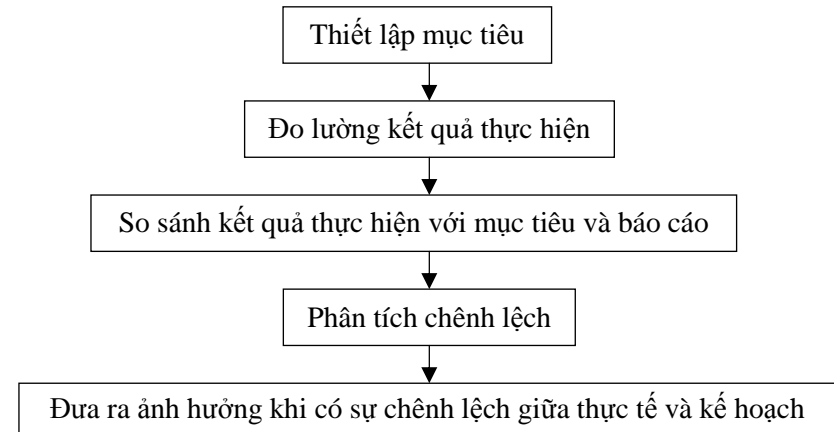 Thiết lập mục tiêu
Đo lường kết quả thực hiện
So sánh kết quả thực hiện với mục tiêu và báo cáo
Phân tích chênh lệch
Đưa ra ảnh hưởng khi có sự chênh lệch giữa thực tế và kế hoạch